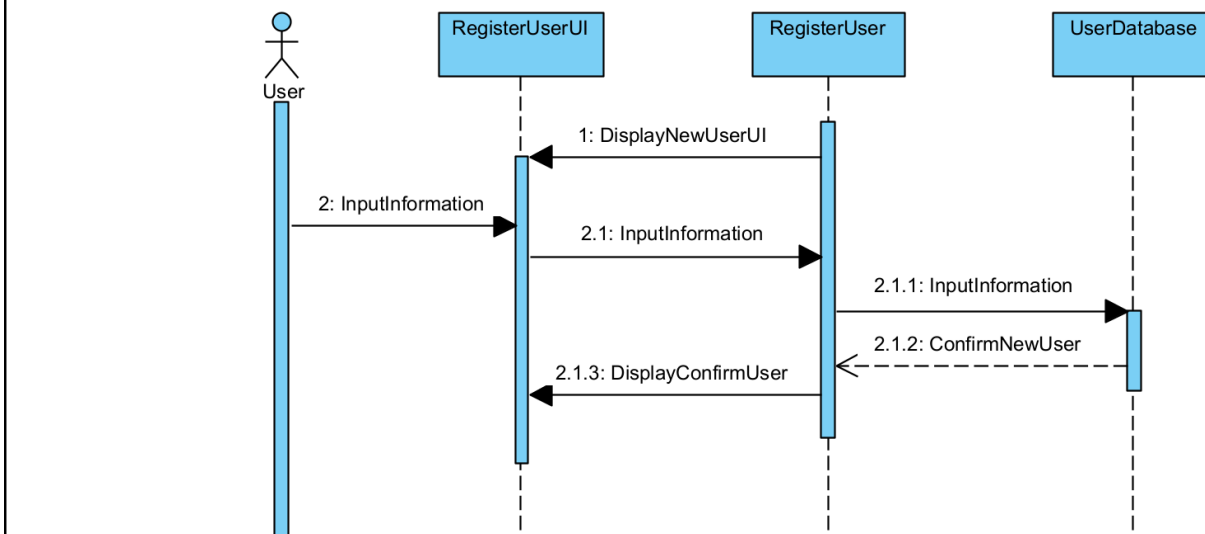 RegisterUserUI
RegisterUser
UserDatabase
User
1: DisplayNewUserUI
2: InputInformation
2.1: InputInformation
2.1.1: InputInformation
2.1.2: ConfirmNewUser
2.1.3: DisplayConfirmUser